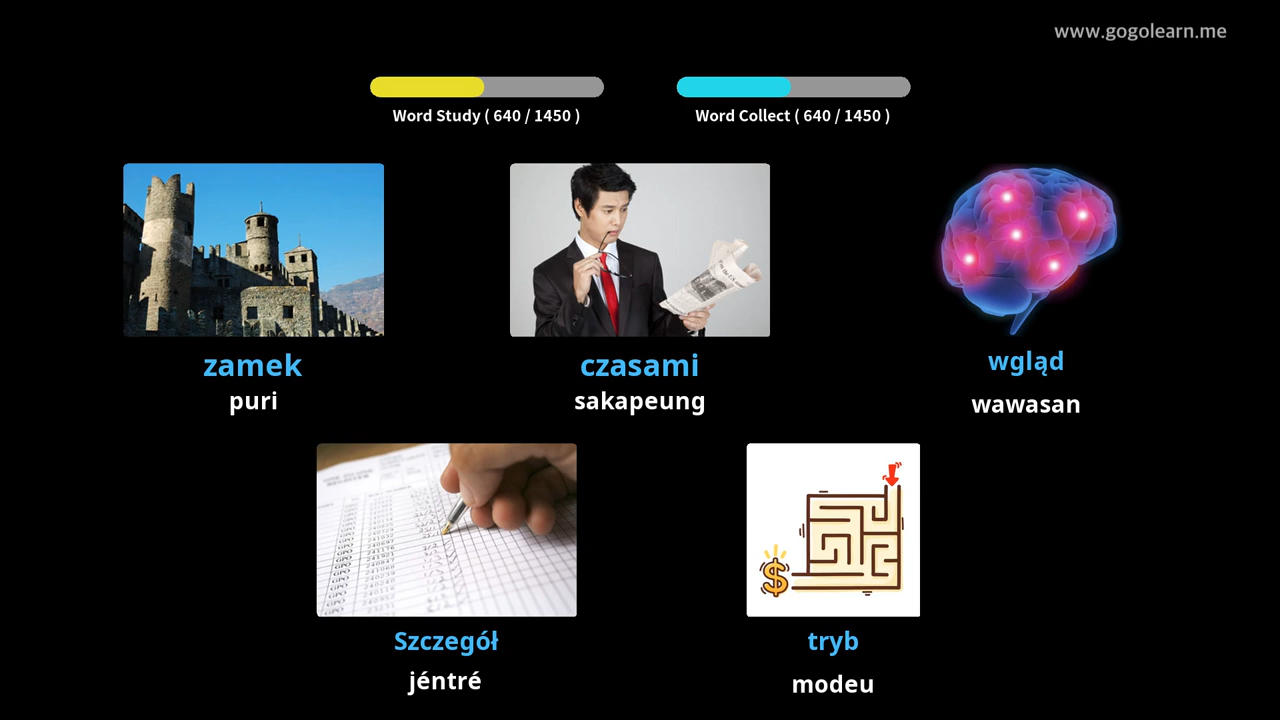 www.gogolearn.me
Word Study ( 640 / 1450 )
Word Collect ( 640 / 1450 )
zamek
puri
czasami
sakapeung
wgląd
wawasan
Szczegół
jéntré
tryb
modeu